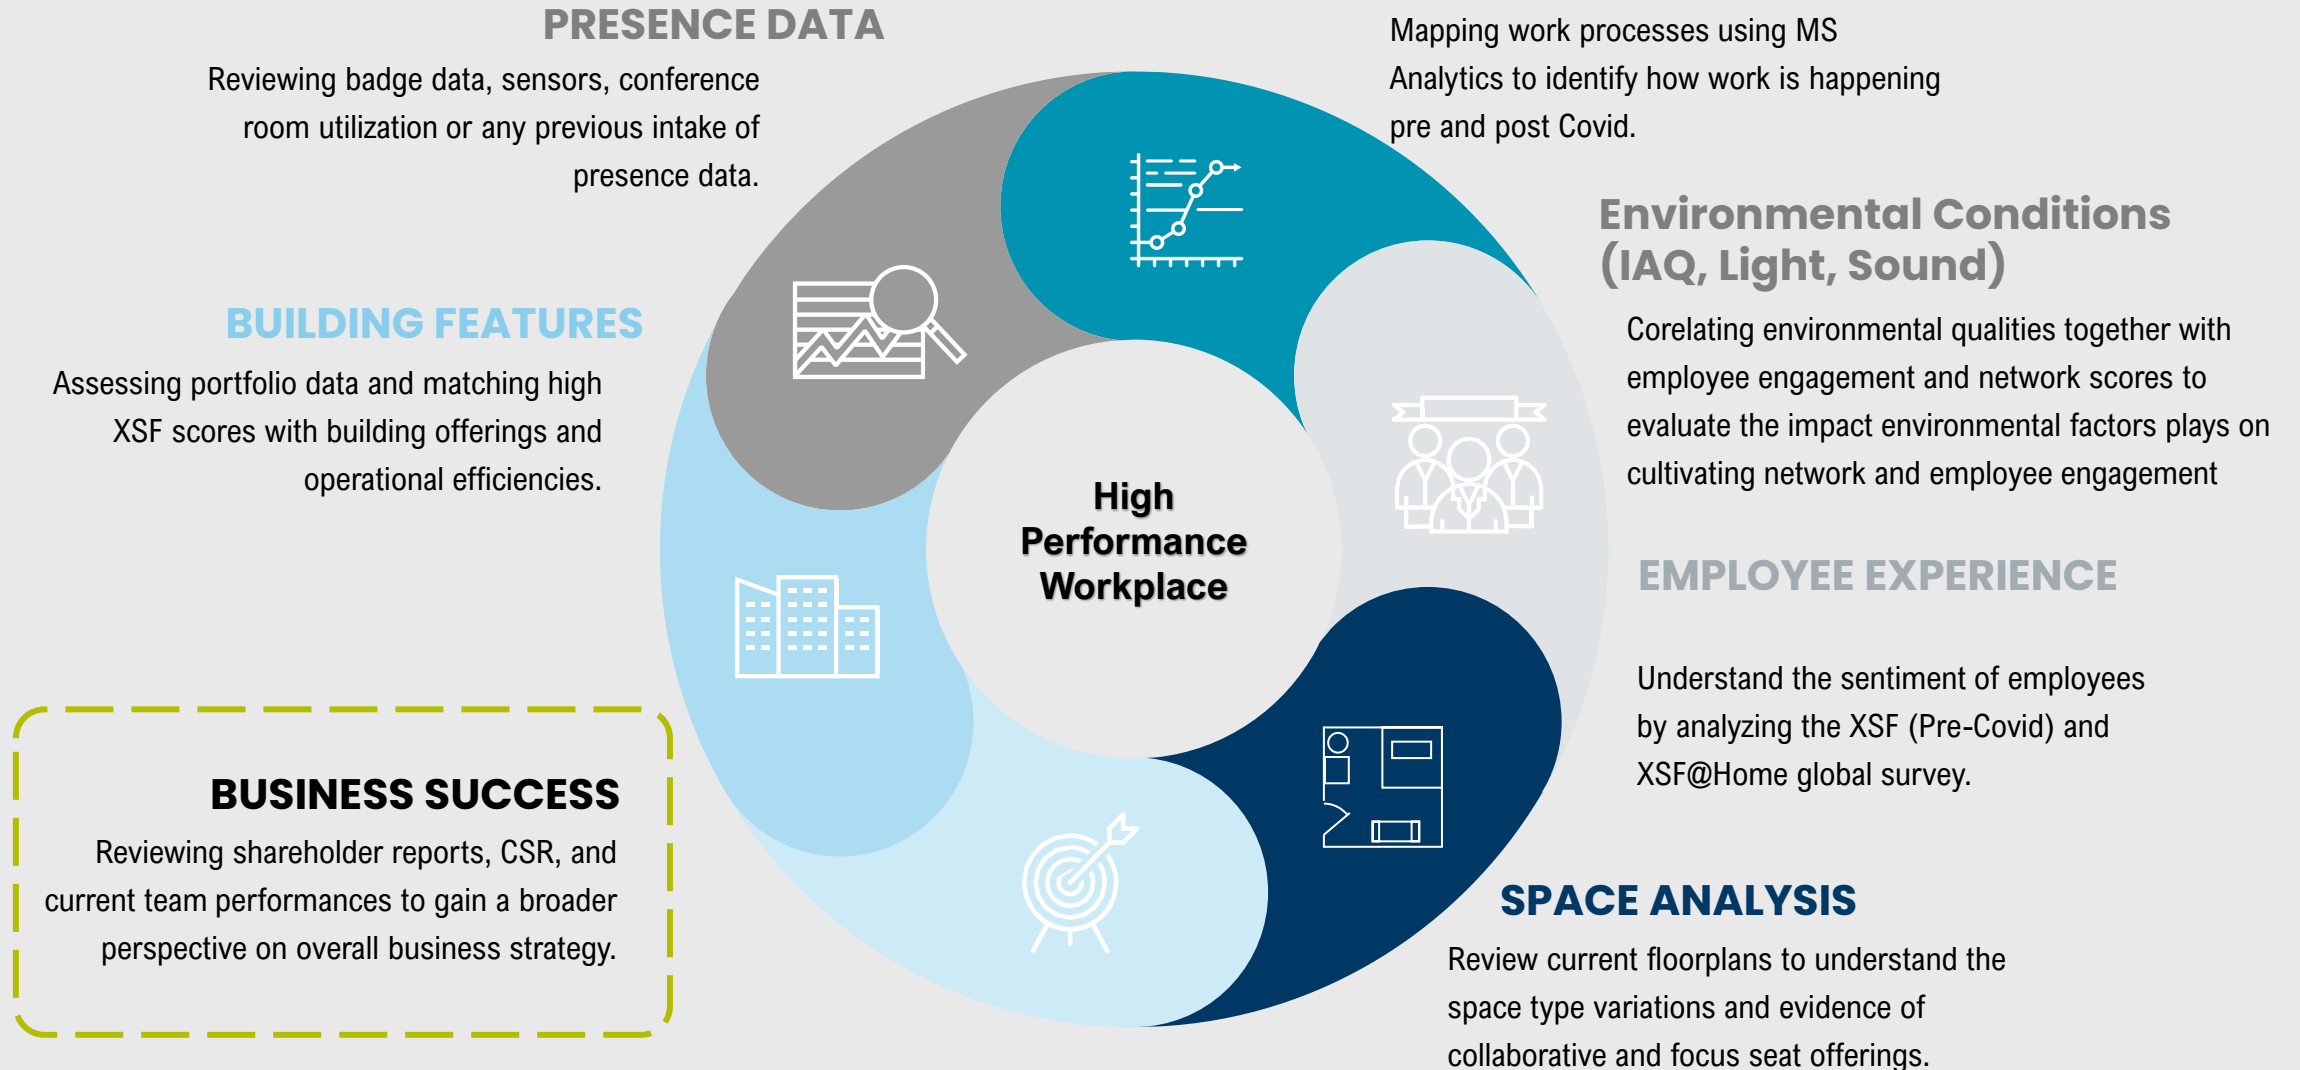 PRESENCE DATA
Reviewing badge data, sensors, conference
room utilization or any previous intake of
presence data.
Mapping work processes using MS
Analytics to identify how work is happening
pre and post Covid.
Environmental Conditions
(IAQ, Light, Sound)
Corelating environmental qualities together with
employee engagement and network scores to
evaluate the impact environmental factors plays on
cultivating network and employee engagement
BUILDING FEATURES
Assessing portfolio data and matching high
XSF scores with building offerings and
operational efficiencies.
High
Performance
Workplace
EMPLOYEE EXPERIENCE
Understand the sentiment of employees
by analyzing the XSF (Pre-Covid) and
XSF@Home global survey.
BUSINESS SUCCESS
Reviewing shareholder reports, CSR, and
current team performances to gain a broader
perspective on overall business strategy.
SPACE ANALYSIS
Review current floorplans to understand the
space type variations and evidence of
collaborative and focus seat offerings.